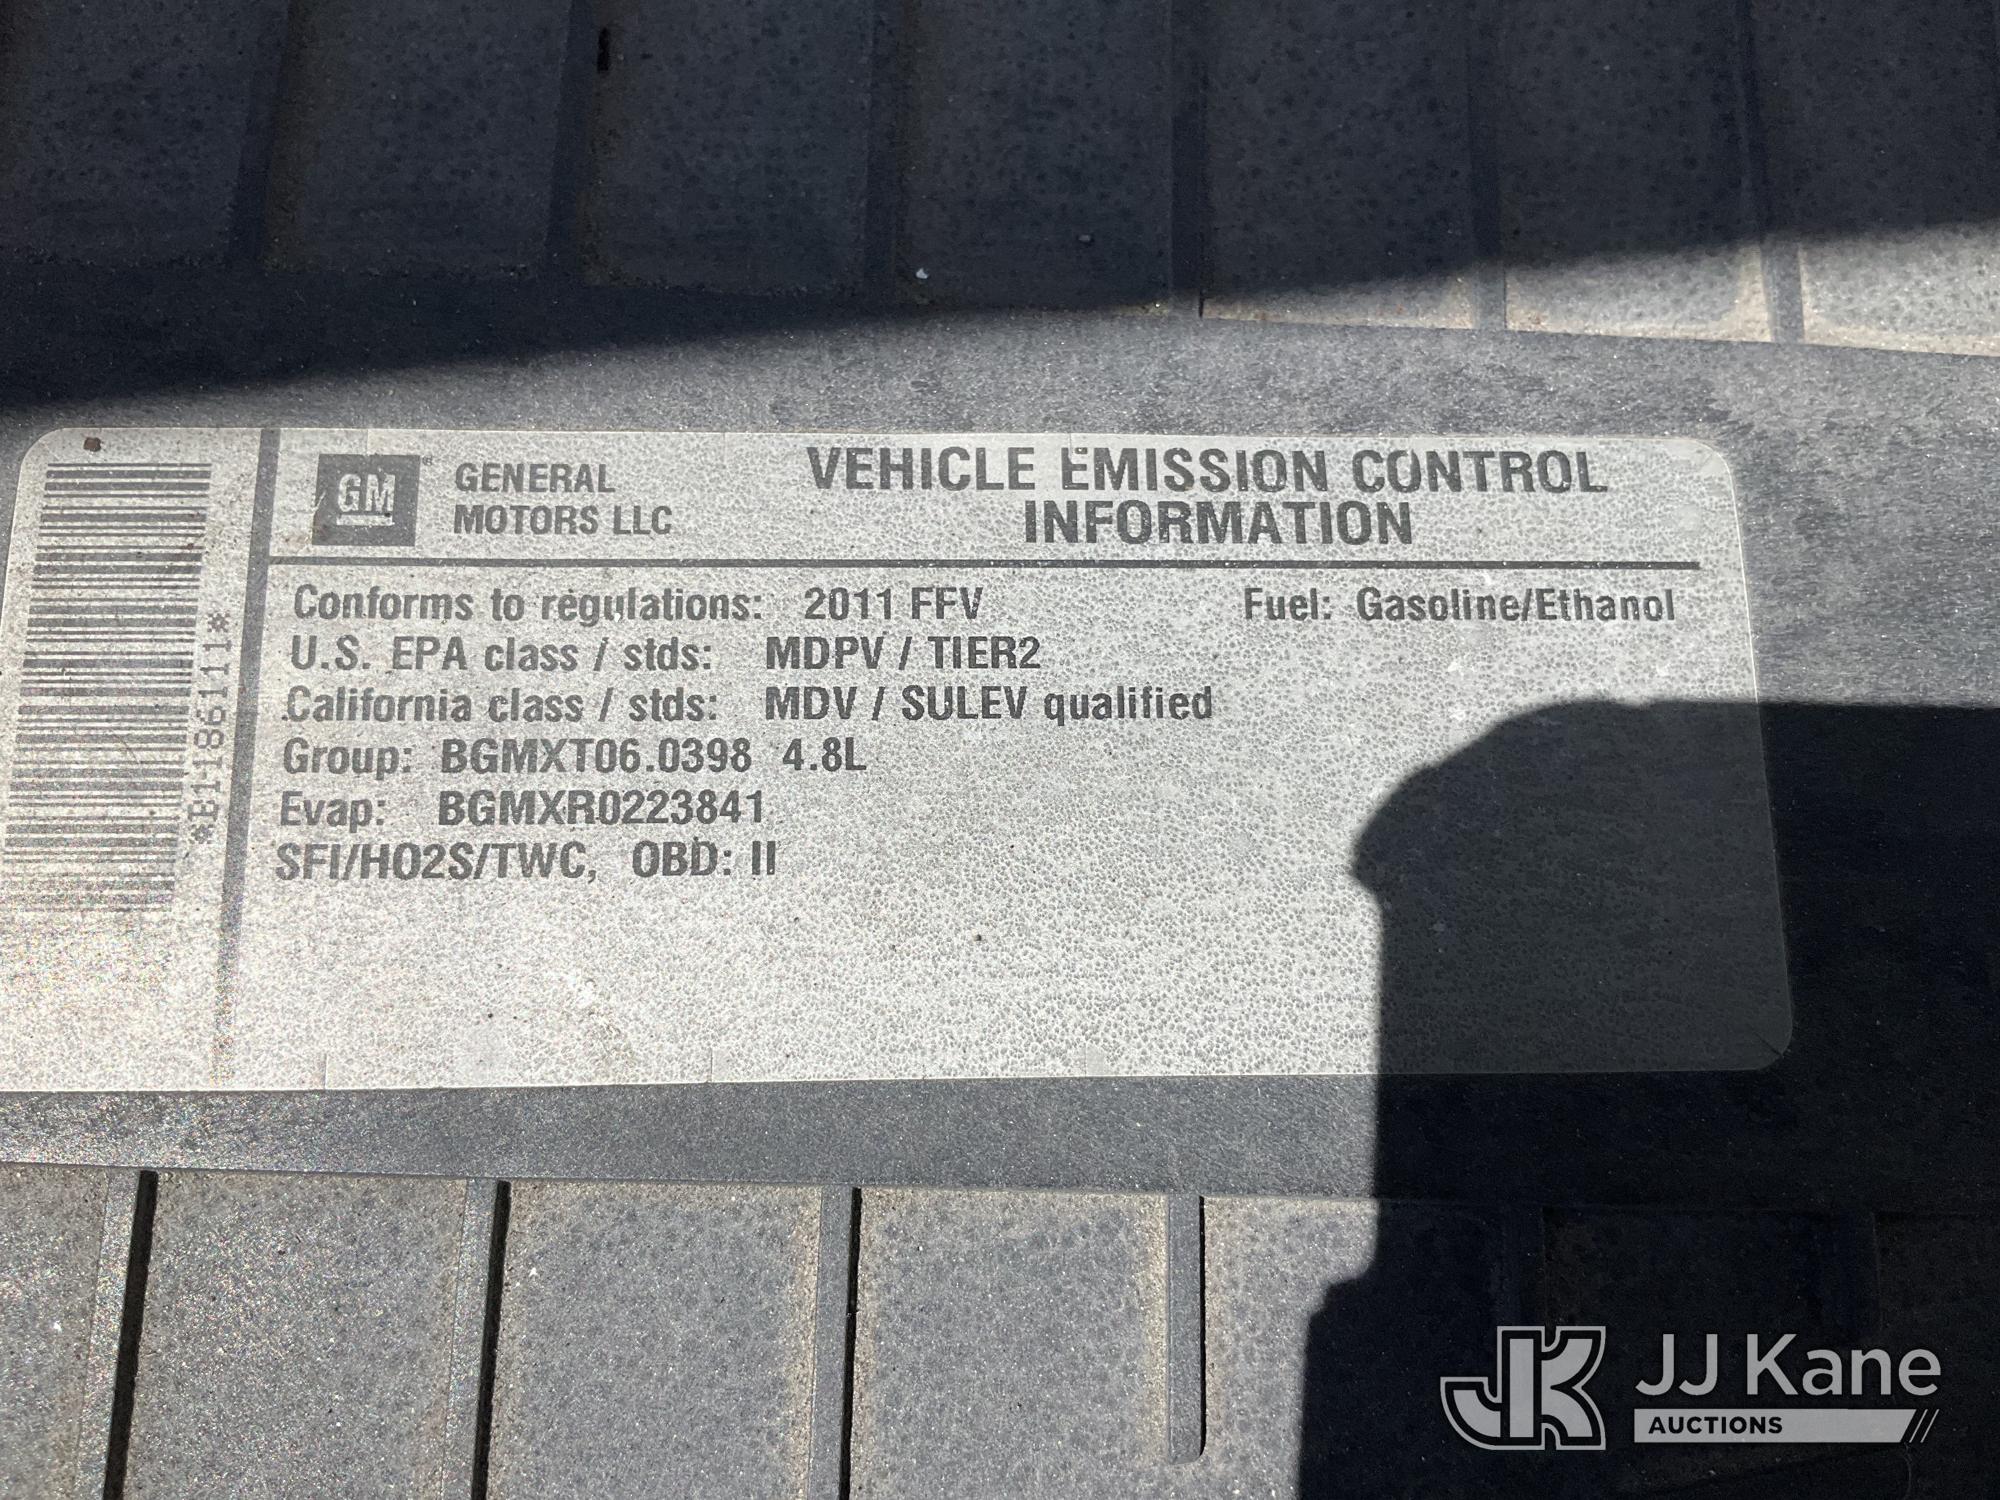 GM
GENERAL
MOTORS LLC
VEHICLE EMISSION CONTROL
INFORMATION
Conforms to regulations: 2011 FFV Fuel: Gasoline/Ethanol
U.S. EPA class / stds: MDPV / TIER2
California class / stds: MDV / SULEV qualified
Group: BGMXT06.0398 4.8L
Evap: BGMXR0223841
SFI/HO2S/TWC, OBD: II
JK JJ Kane
AUCTIONS